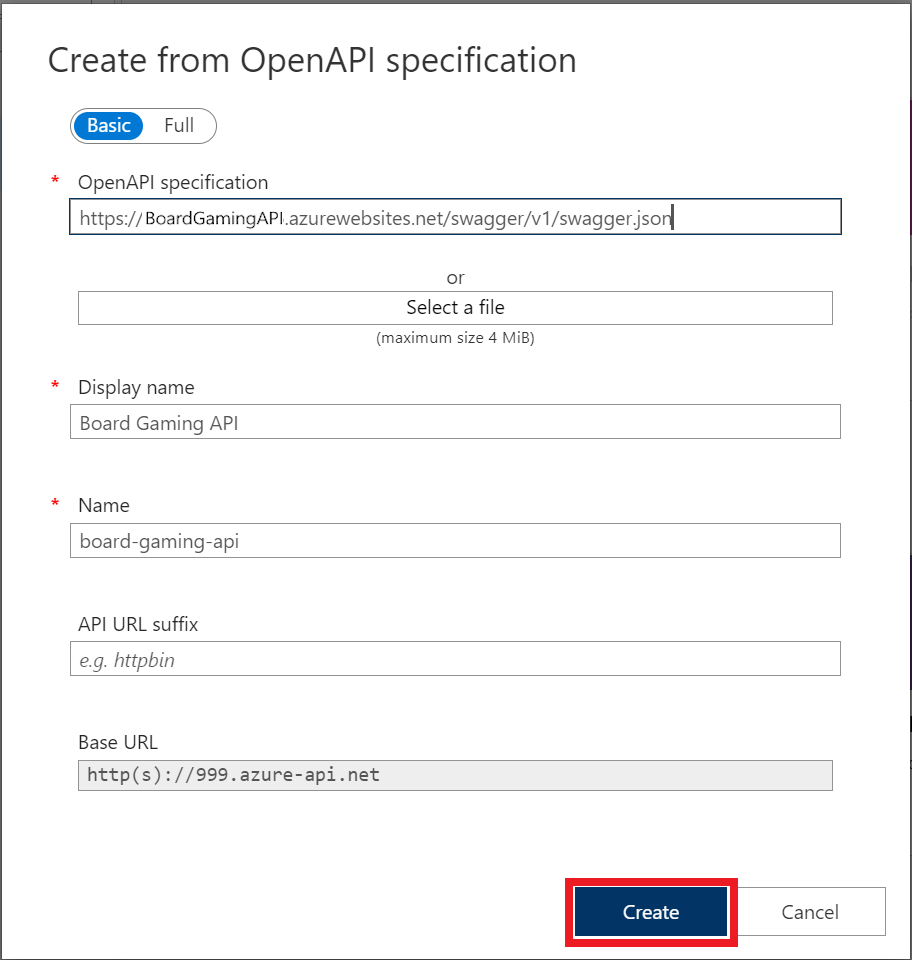 Create from OpenAPI specification
Basic Full
* OpenAPI specification
https://BoardGamingAPI.azurewebsites.net/swagger/v1/swagger.json
or
Select a file
(maximum size 4 MiB)
* Display name
Board Gaming API
* Name
board-gaming-api
API URL suffix
e.g. httpbin
Base URL
http(s)://999.azure-api.net
Create Cancel